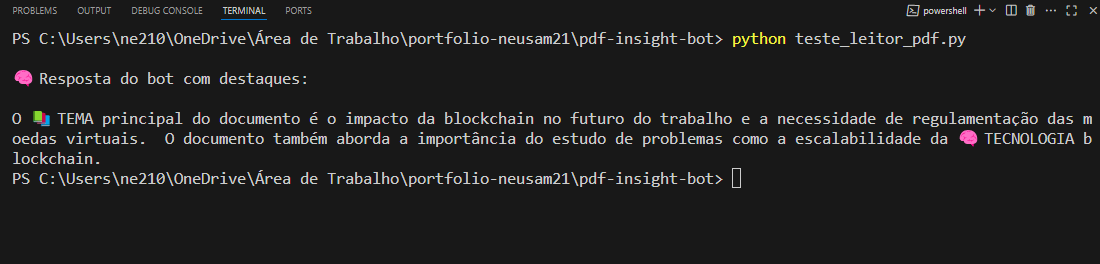 PROBLEMS OUTPUT DEBUG CONSOLE TERMINAL PORTS powershell
PS C:\Users\ne210\OneDrive\Área de Trabalho\portfolio-neusam21\pdf-insight-bot> python teste_leitor_pdf.py
🧠 Resposta do bot com destaques:
O 📚 TEMA principal do documento é o impacto da blockchain no futuro do trabalho e a necessidade de regulamentação das m
oedas virtuais.  O documento também aborda a importância do estudo de problemas como a escalabilidade da 🧠 TECNOLOGIA b
lockchain.
PS C:\Users\ne210\OneDrive\Área de Trabalho\portfolio-neusam21\pdf-insight-bot>